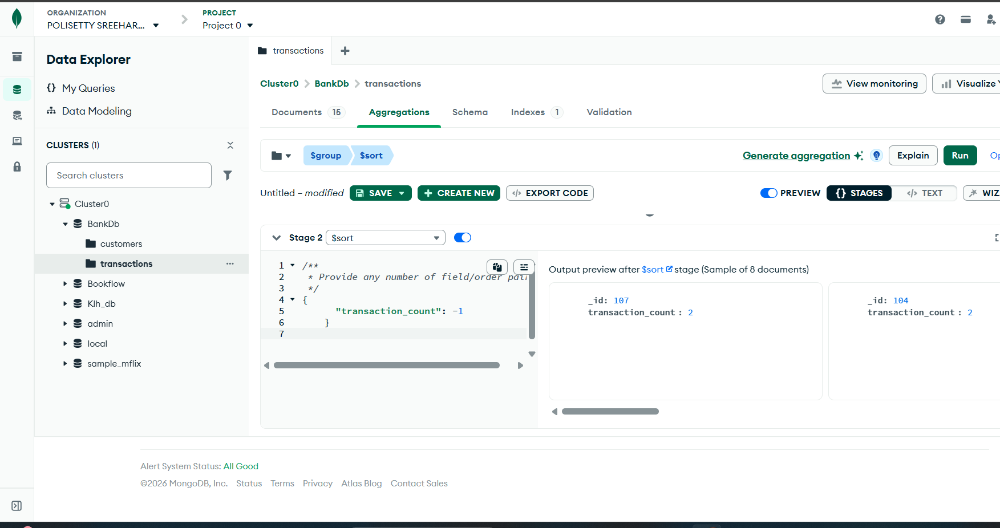 ORGANIZATION
POLISETTY SREEHAR...
PROJECT
Project 0
Data Explorer
My Queries
Data Modeling
CLUSTERS (1)
Search clusters
Cluster0
BankDb
customers
transactions
Bookflow
Klh_db
admin
local
sample_mflix
transactions
Cluster0 > BankDb > transactions
View monitoring
Visualize
Documents 15
Aggregations
Schema
Indexes 1
Validation
$group
$sort
Generate aggregation
Explain
Run
Op
Untitled – modified
SAVE
CREATE NEW
</> EXPORT CODE
PREVIEW
{} STAGES
</> TEXT
WIZ
Stage 2
$sort
1 /**
2 * Provide any number of field/order
3 */
4 {
5 "transaction_count": -1
6 }
7
Output preview after $sort stage (Sample of 8 documents)
_id: 107
transaction_count : 2
_id: 104
transaction_count : 2
Alert System Status: All Good
©2026 MongoDB, Inc. Status Terms Privacy Atlas Blog Contact Sales